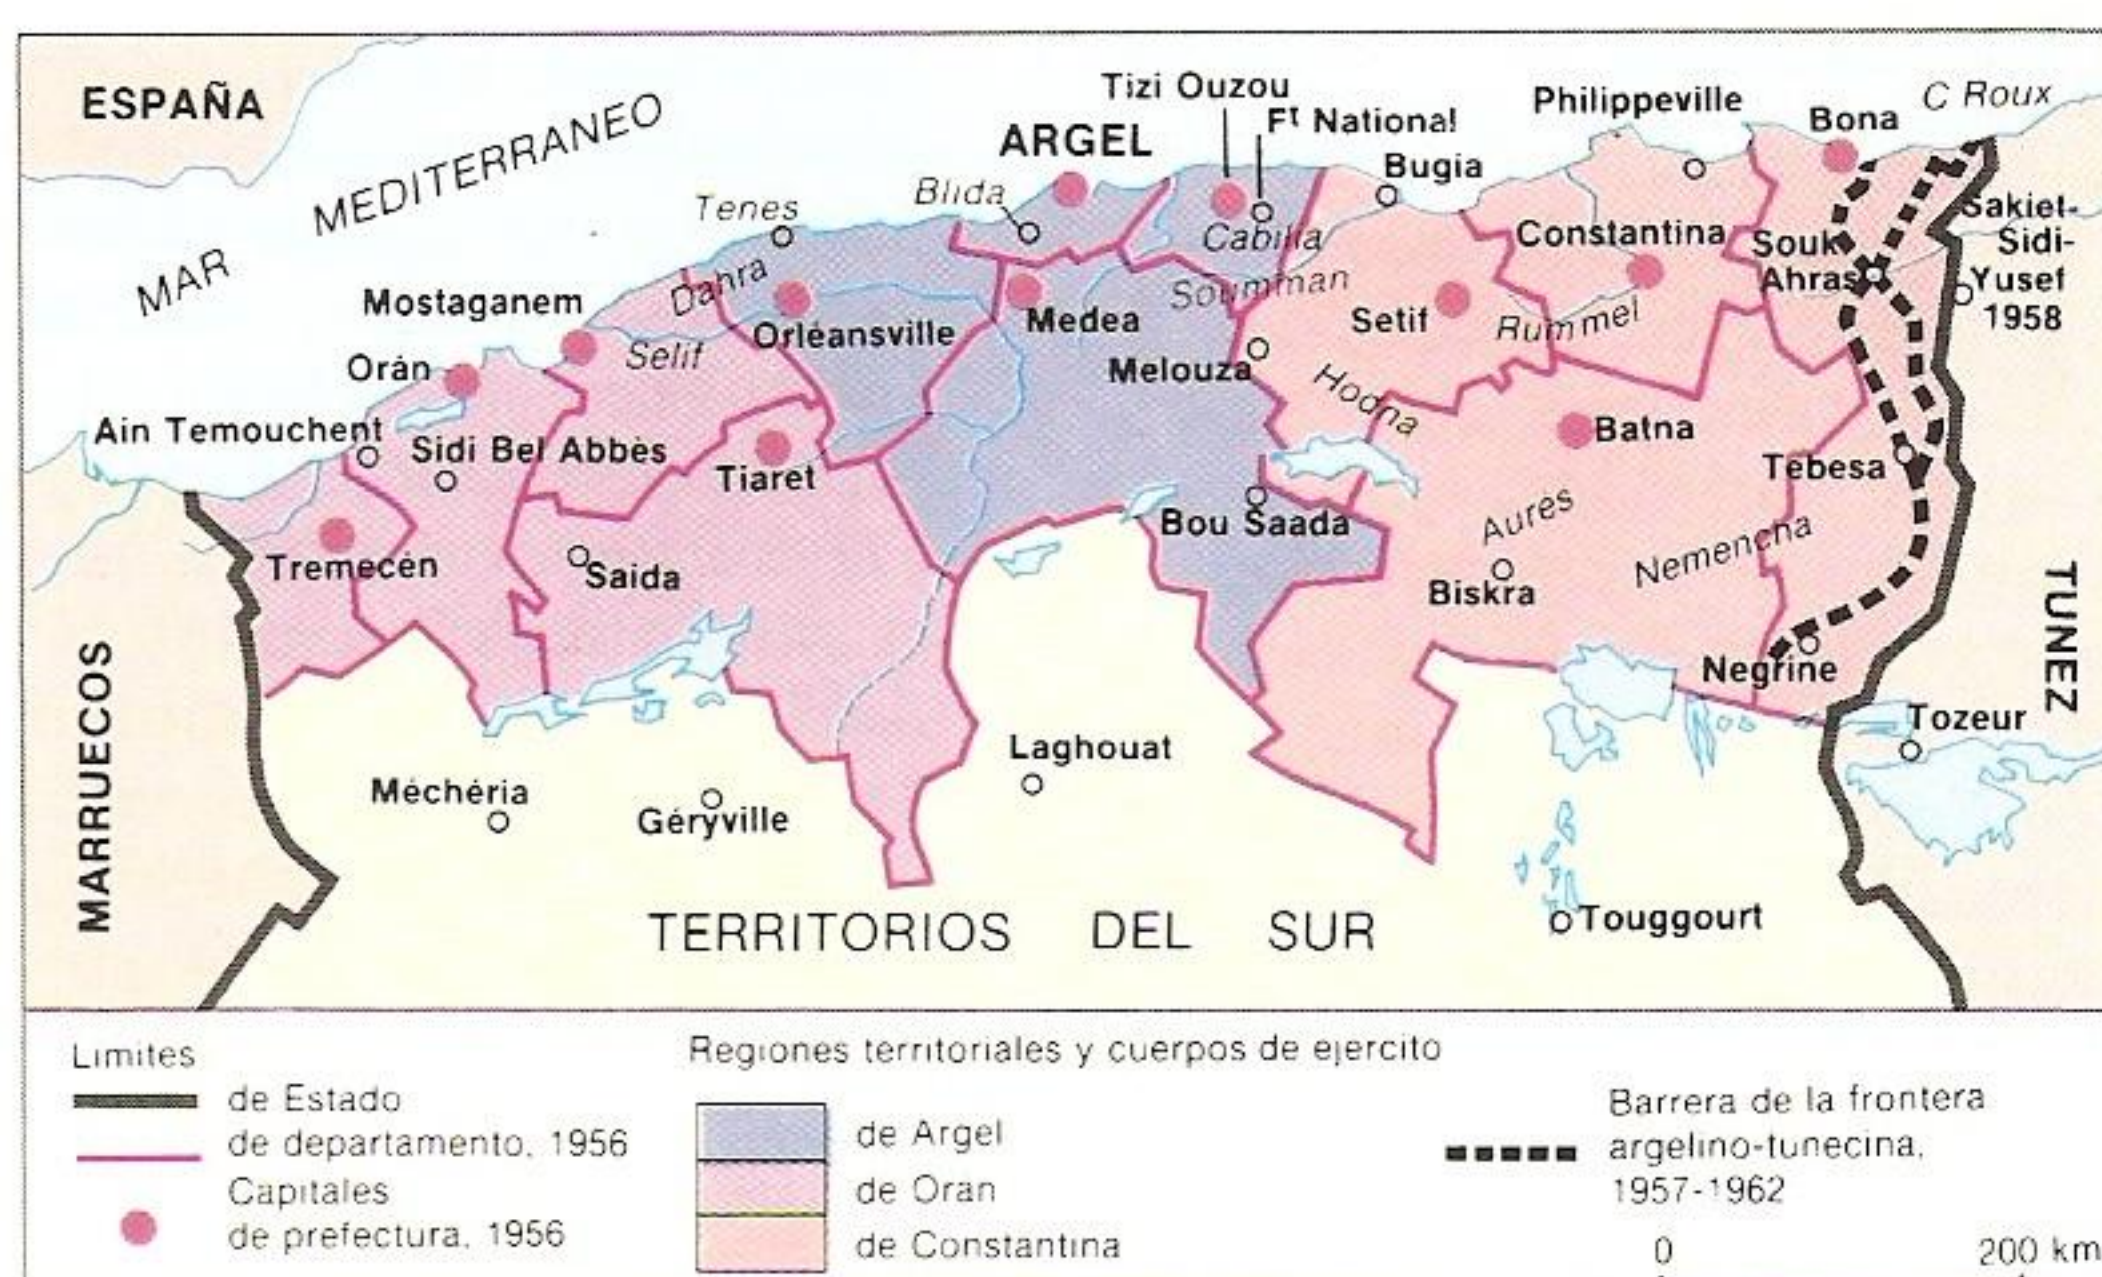 ESPAÑA
MAR MEDITERRANEO
Tizi Ouzou
Fᵗ National
ARGEL
Bugia
Philippeville
Bona
C Roux
Tenes
Blida
Cabilia
Constantina
Souk
Ahras
Sakiet-
Sidi-
Yusef
1958
Mostaganem
Dahra
Orléansville
Medea
Soumman
Setif
Rummel
Orán
Selif
Melouza
Hodna
Ain Temouchent
Sidi Bel Abbès
Tiaret
Batna
Tebesa
Bou Saada
Aures
Nemencha
Tremecén
Saida
Biskra
Negrine
MARRUECOS
TUNEZ
Tozeur
Méchéria
Géryville
Laghouat
Touggourt
TERRITORIOS DEL SUR
Limites
de Estado
de departamento, 1956
Capitales
de prefectura, 1956
Regiones territoriales y cuerpos de ejercito
de Argel
de Oran
de Constantina
Barrera de la frontera
argelino-tunecina,
1957-1962
0 200 km